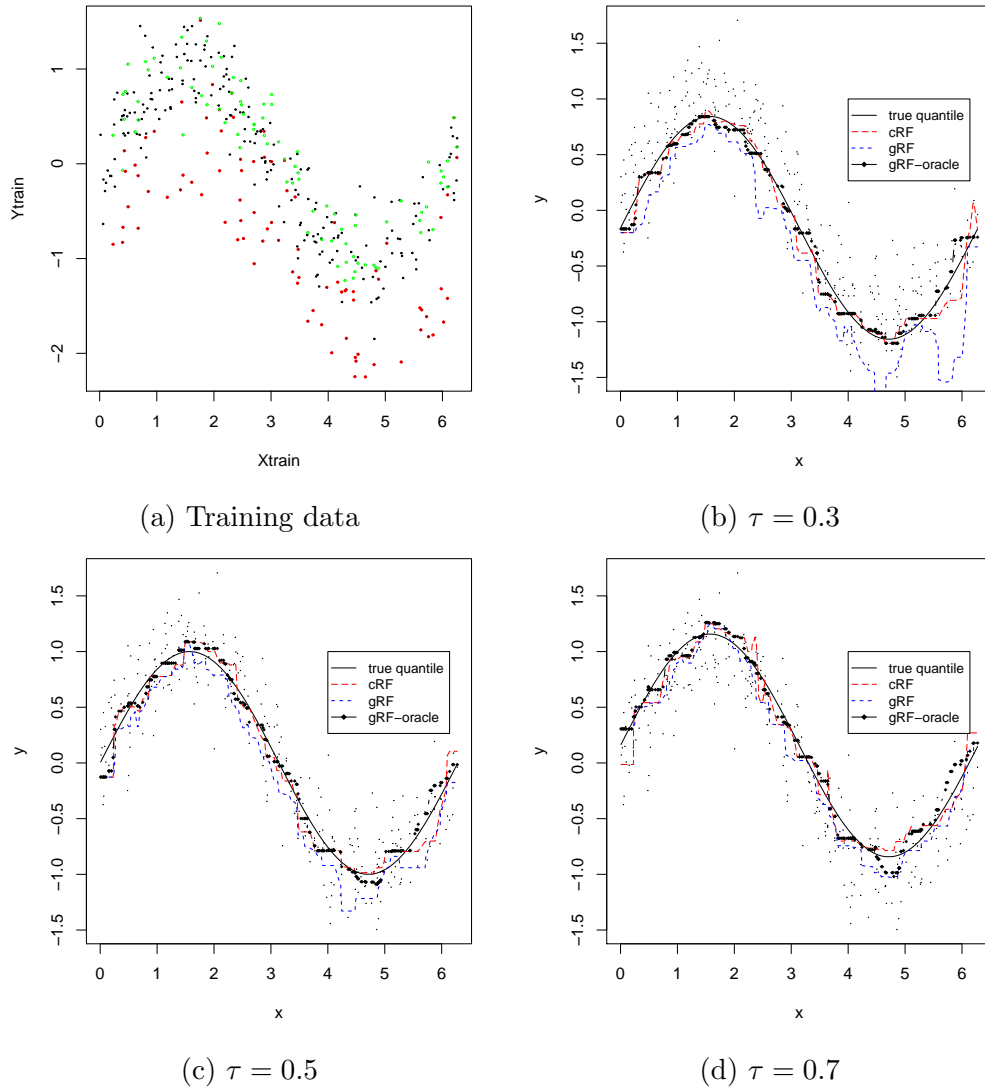 1
0
-1
-2
Ytrain
0 1 2 3 4 5 6
Xtrain
(a) Training data
1.5
1.0
0.5
0.0
-0.5
-1.0
-1.5
y
true quantile
cRF
gRF
gRF-oracle
0 1 2 3 4 5 6
x
(b) τ = 0.3
1.5
1.0
0.5
0.0
-0.5
-1.0
-1.5
y
true quantile
cRF
gRF
gRF-oracle
0 1 2 3 4 5 6
x
(c) τ = 0.5
1.5
1.0
0.5
0.0
-0.5
-1.0
-1.5
y
true quantile
cRF
gRF
gRF-oracle
0 1 2 3 4 5 6
x
(d) τ = 0.7